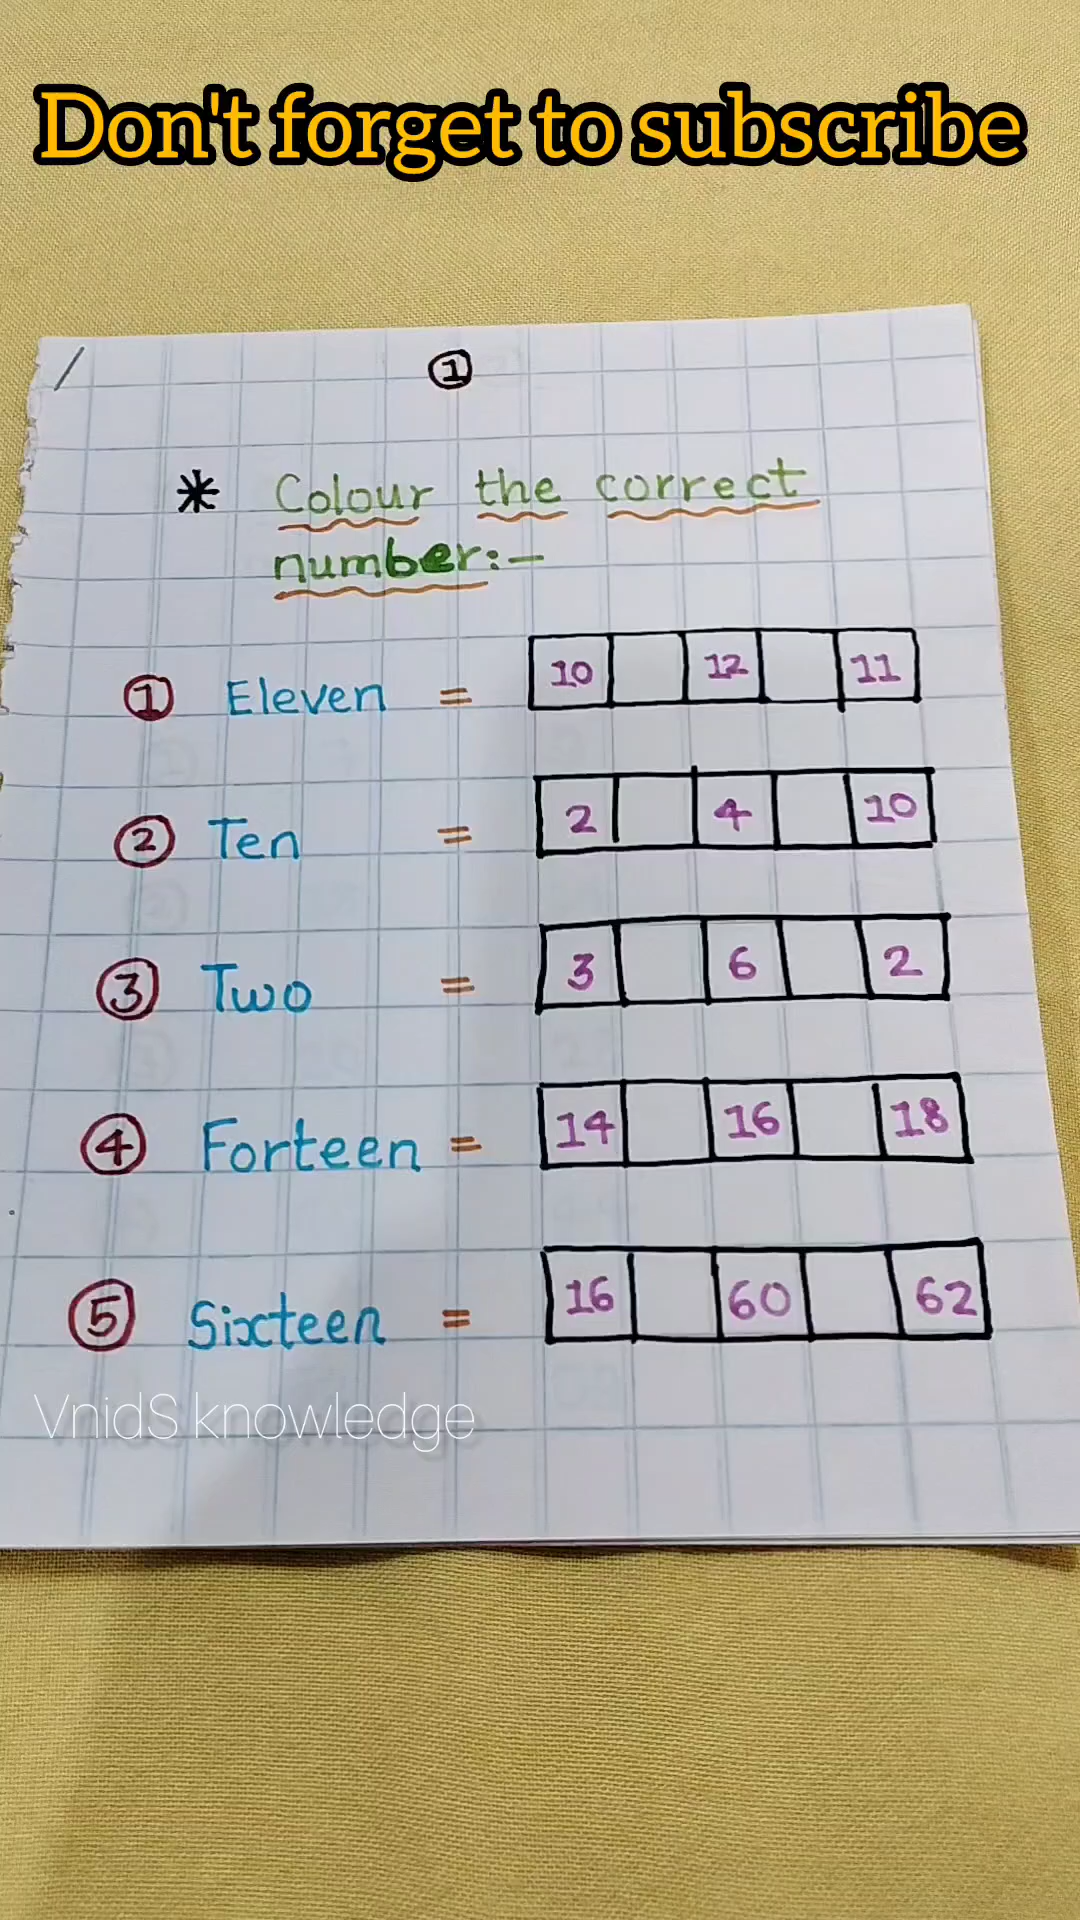 Don't forget to subscribe
1
* Colour the correct
number:-
1 Eleven = 10 12 11
2 Ten = 2 4 10
3 Two = 3 6 2
4 Forteen = 14 16 18
5 Sixteen = 16 60 62
VnidS knowledge